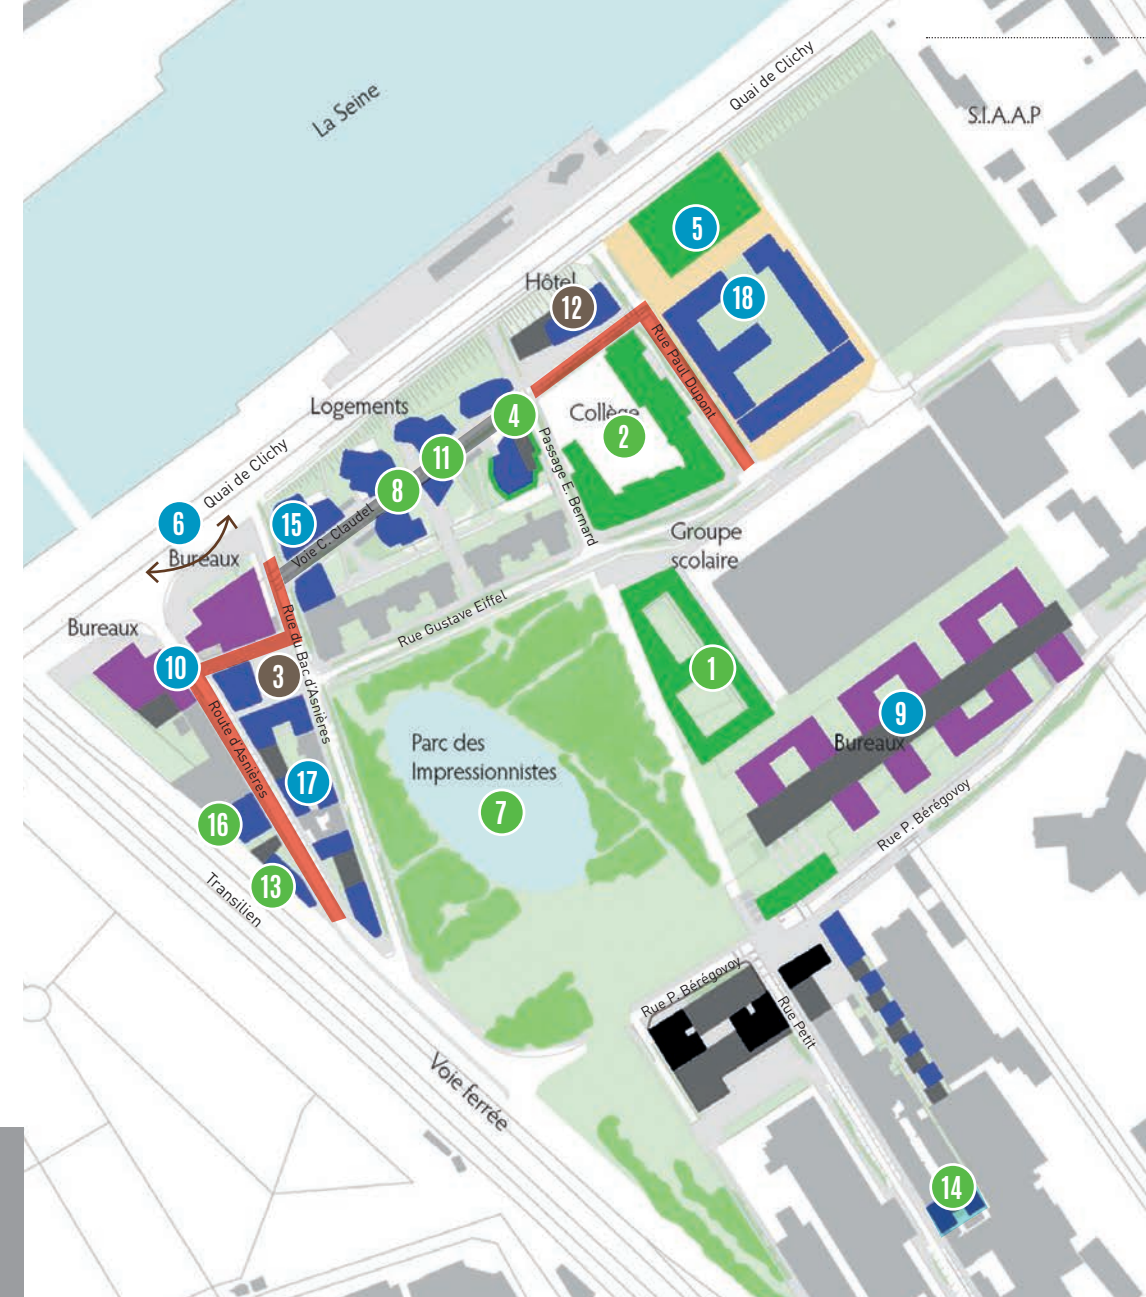 La Seine
Quai de Clichy
S.I.A.A.P
5
Hôtel
18
12
Rue Paul Dupont
Logements
4
Collège
2
Passage E. Bernard
11
8
Quai de Clichy
6
15
Voie C. Claudel
Bureaux
Groupe
scolaire
Rue Gustave Eiffel
Bureaux
10
3
Rue du Bac d'Asnières
Route d'Asnières
1
9
Bureaux
Parc des
Impressionnistes
7
17
16
13
Transilien
Rue P. Bérégovoy
Rue P. Bérégovoy
Rue Petit
Voie ferrée
14